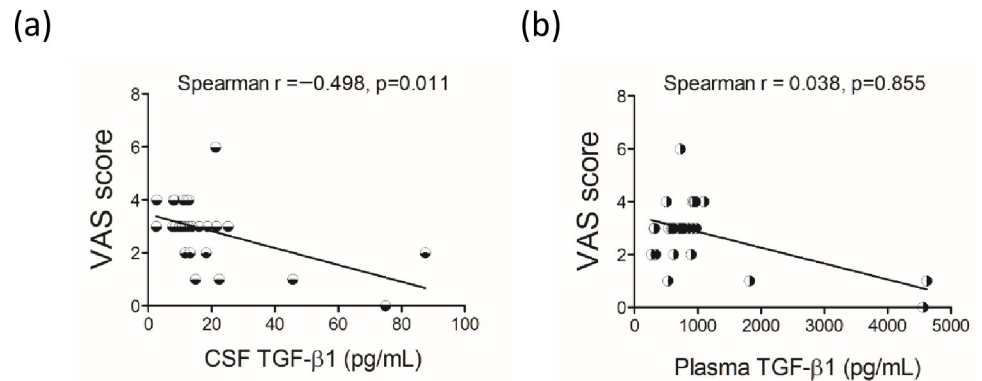 (a)
Spearman r =−0.498, p=0.011
8
6
4
2
0
VAS score
0 20 40 60 80 100
CSF TGF-β1 (pg/mL)
(b)
Spearman r = 0.038, p=0.855
8
6
4
2
0
VAS score
0 1000 2000 3000 4000 5000
Plasma TGF-β1 (pg/mL)